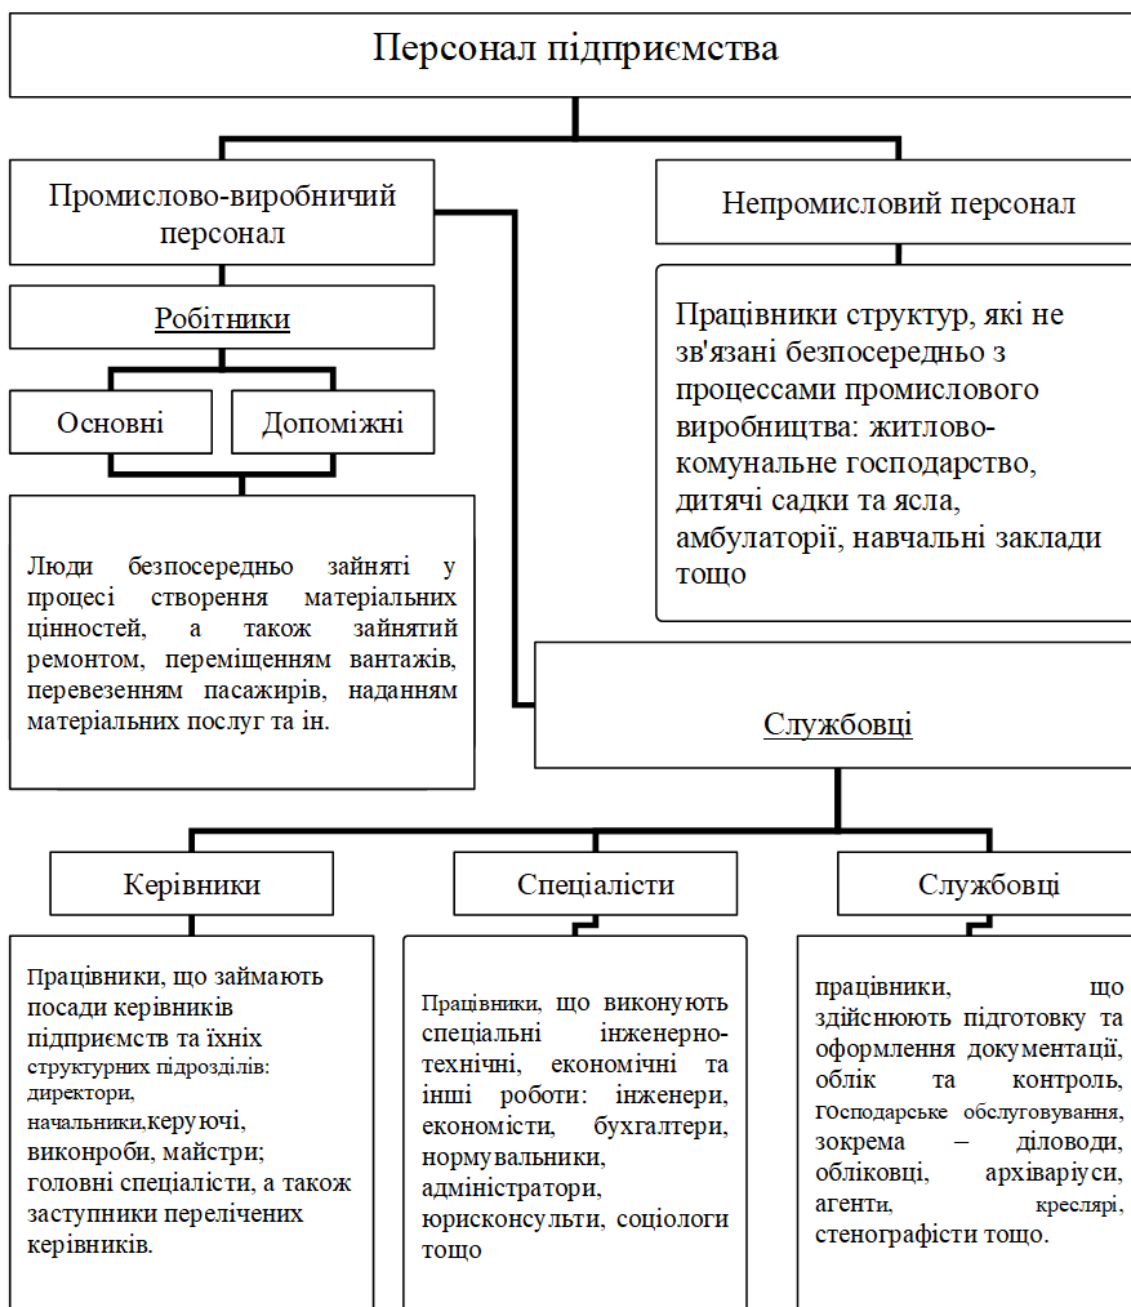 Персонал підприємства
Промислово-виробничий
персонал
Непромисловий персонал
Робітники
Основні
Допоміжні
Працівники структур, які не
зв'язані безпосередньо з
процессами промислового
виробництва: житлово-
комунальне господарство,
дитячі садки та ясла,
амбулаторії, навчальні заклади
тощо
Люди безпосередньо зайняті у
процесі створення матеріальних
цінностей, а також зайнятий
ремонтом, переміщенням вантажів,
перевезенням пасажирів, наданням
матеріальних послуг та ін.
Службовці
Керівники
Спеціалісти
Службовці
Працівники, що займають
посади керівників
підприємств та їхніх
структурних підрозділів:
директори,
начальники,керуючі,
виконроби, майстри;
головні спеціалісти, а також
заступники перелічених
керівників.
Працівники, що виконують
спеціальні інженерно-
технічні, економічні та
інші роботи: інженери,
економісти, бухгалтери,
нормувальники,
адміністратори,
юрисконсульти, соціологи
тощо
працівники, що
здійснюють підготовку та
оформлення документації,
облік та контроль,
господарське обслуговування,
зокрема – діловоди,
обліковці, архіваріуси,
агенти, креслярі,
стенографісти тощо.